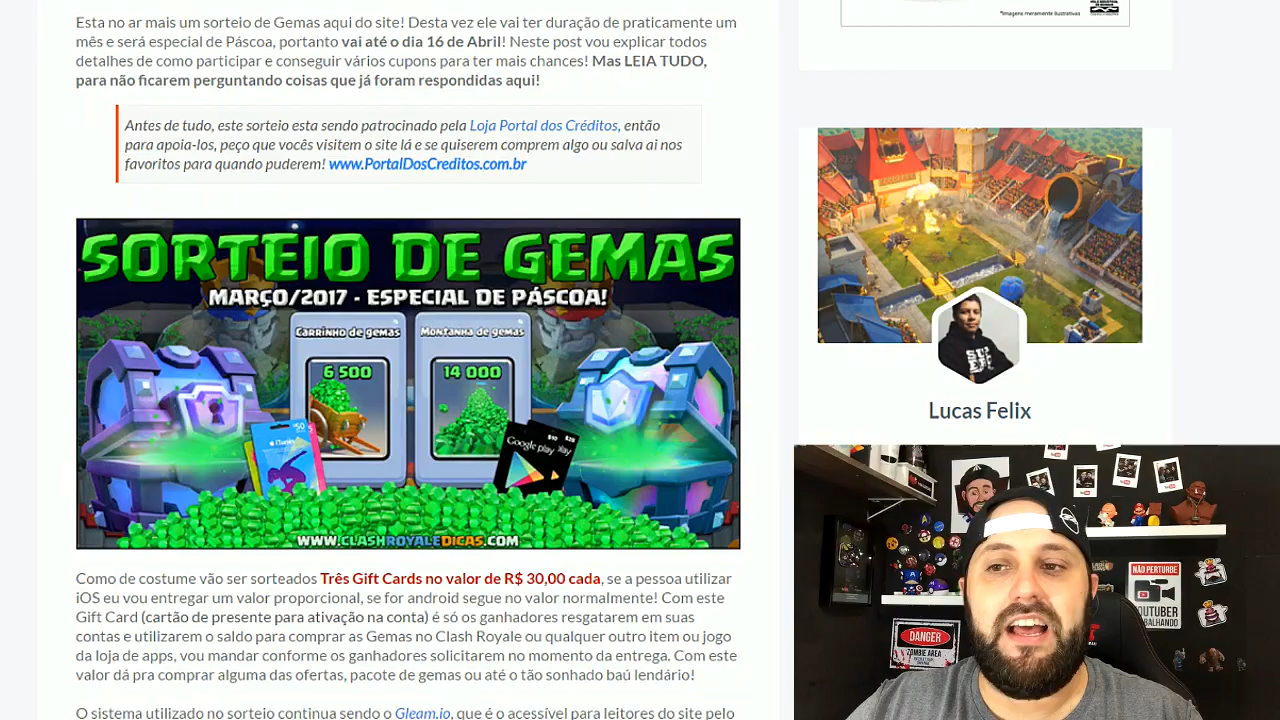 Esta no ar mais um sorteio de Gemas aqui do site! Desta vez ele vai ter duração de praticamente um
mês e será especial de Páscoa, portanto vai até o dia 16 de Abril! Neste post vou explicar todos
detalhes de como participar e conseguir vários cupons para ter mais chances! Mas LEIA TUDO,
para não ficarem perguntando coisas que já foram respondidas aqui!
Antes de tudo, este sorteio esta sendo patrocinado pela Loja Portal dos Créditos, então
para apoia-los, peço que vocês visitem o site lá e se quiserem comprem algo ou salva ai nos
favoritos para quando puderem! www.PortalDosCreditos.com.br
SORTEIO DE GEMAS
MARÇO/2017 - ESPECIAL DE PÁSCOA!
Carrinho de gemas
Montanha de gemas
6 500
14 000
iTunes
$50
Google play
$10
$25
WWW.CLASHROYALEDICAS.COM
Como de costume vão ser sorteados Três Gift Cards no valor de R$ 30,00 cada, se a pessoa utilizar
iOS eu vou entregar o valor proporcional, se for android segue no valor normalmente! Com este
Gift Card (cartão de presente para ativação na conta) é só os ganhadores resgatarem em suas
contas e utilizarem o saldo para comprar as Gemas no Clash Royale ou qualquer outro item ou jogo
da loja de apps, vou mandar conforme os ganhadores solicitarem no momento da entrega. Com este
valor dá pra comprar alguma das ofertas, pacote de gemas ou até o tão sonhado baú lendário!
O sistema utilizado no sorteio continua sendo o Gleam.io, que é o acessível para leitores do site pelo
*Imagens meramente ilustrativas
SU
Lucas Felix
NÃO PERTURBE
YOUTUBER
TRABALHANDO
DANGER
ZOMBIE AREA